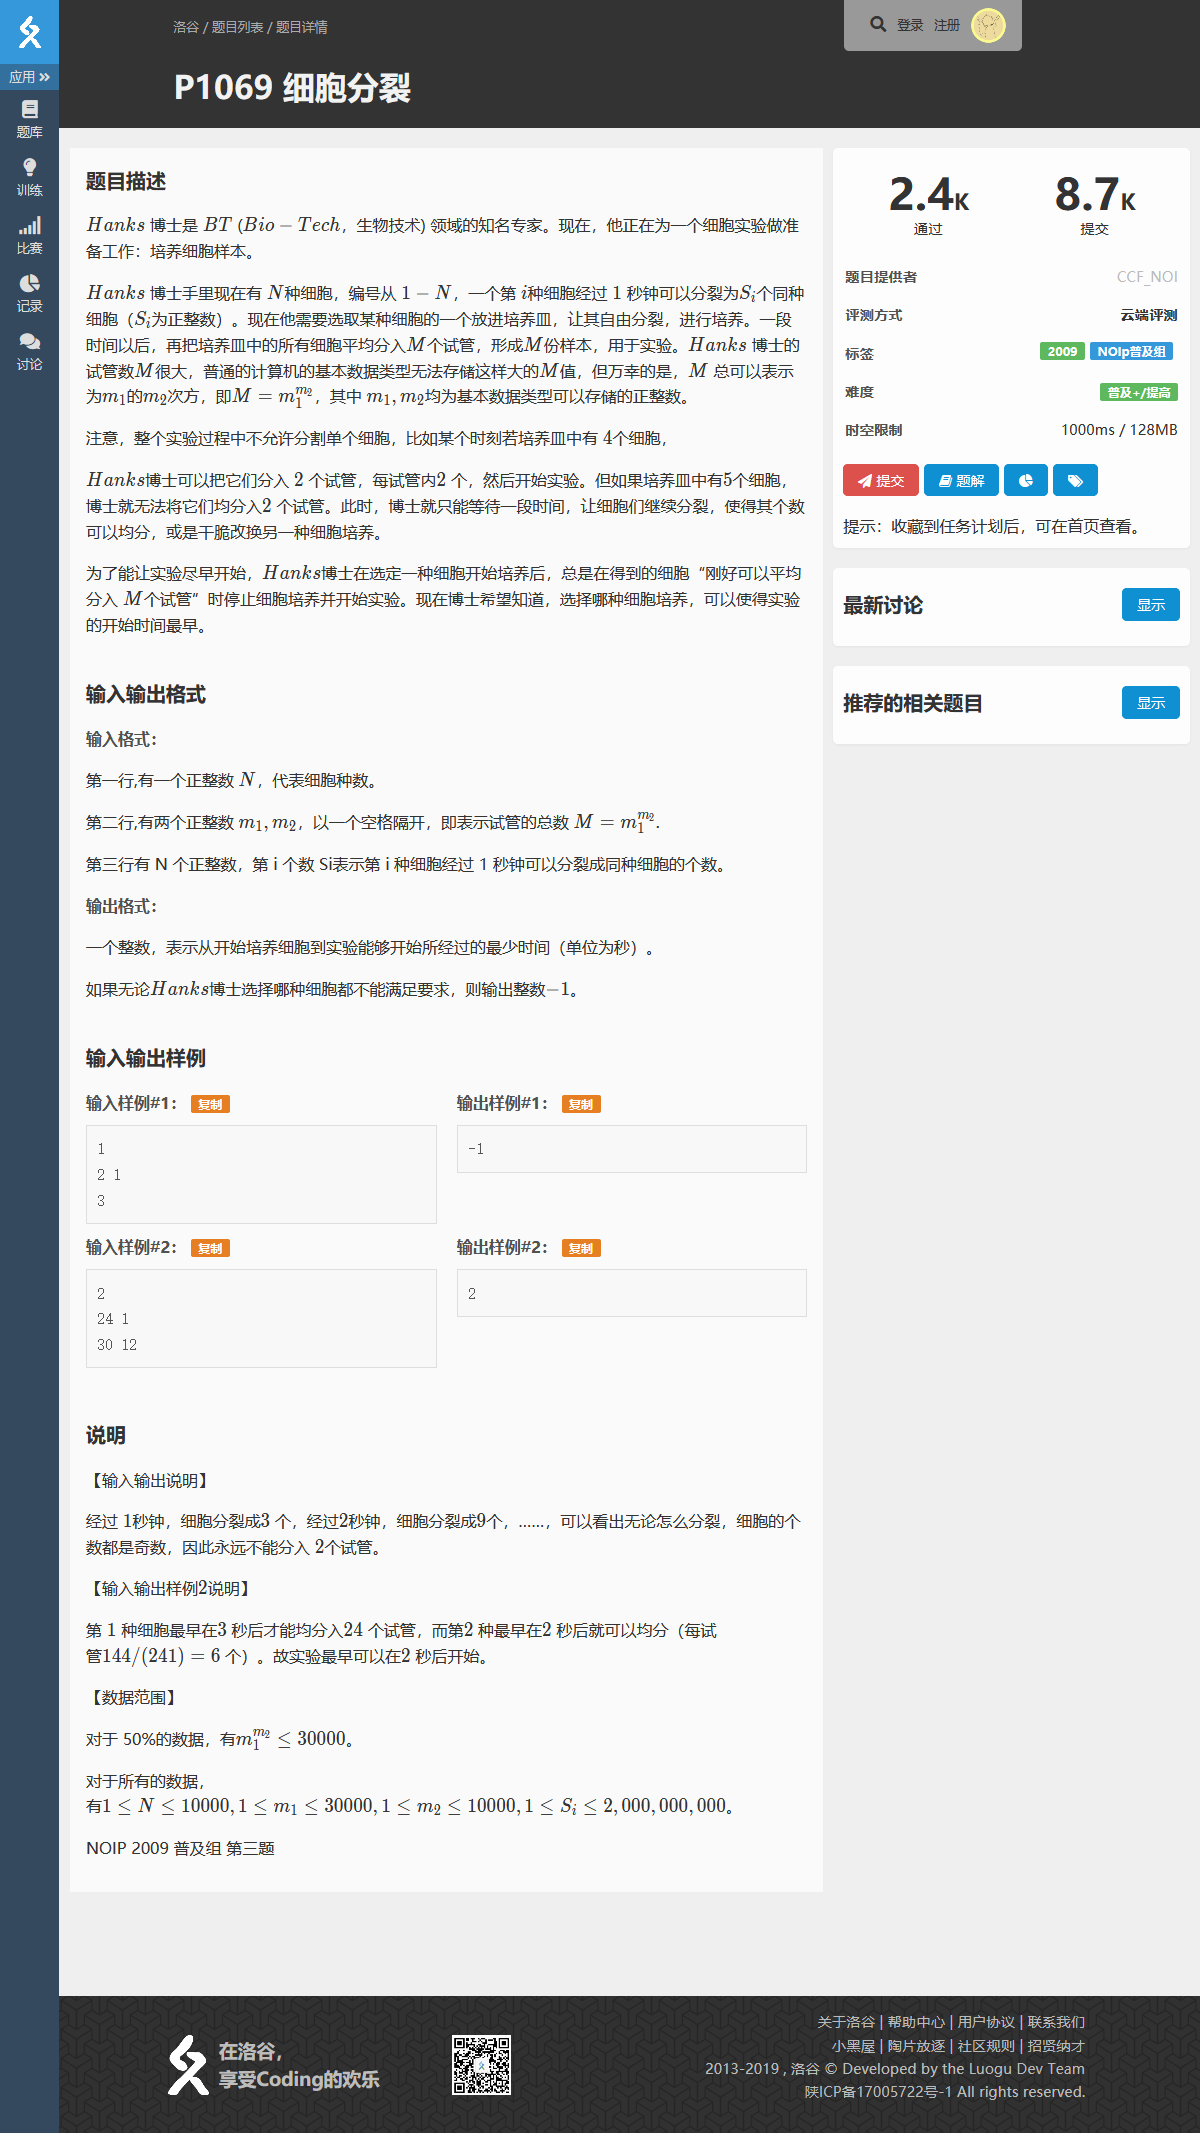 洛谷 / 题目列表 / 题目详情
登录 注册
P1069 细胞分裂
应用
题库
训练
比赛
记录
讨论
题目描述
Hanks 博士是 BT (Bio−Tech，生物技术) 领域的知名专家。现在，他正在为一个细胞实验做准
备工作：培养细胞样本。
Hanks 博士手里现在有 N种细胞，编号从 1−N，一个第 i种细胞经过 1 秒钟可以分裂为S_i个同种
细胞（S_i为正整数）。现在他需要选取某种细胞的一个放进培养皿，让其自由分裂，进行培养。一段
时间以后，再把培养皿中的所有细胞平均分入M个试管，形成M份样本，用于实验。Hanks 博士的
试管数M很大，普通的计算机的基本数据类型无法存储这样大的M值，但万幸的是，M 总可以表示
为m_1的m_2次方，即M = m_1^{m_2}，其中 m_1, m_2均为基本数据类型可以存储的正整数。
注意，整个实验过程中不允许分割单个细胞，比如某个时刻若培养皿中有 4个细胞，
Hanks博士可以把它们分入 2 个试管，每试管内2 个，然后开始实验。但如果培养皿中有5个细胞，
博士就无法将它们均分入2 个试管。此时，博士就只能等待一段时间，让细胞们继续分裂，使得其个数
可以均分，或是干脆改换另一种细胞培养。
为了能让实验尽早开始，Hanks博士在选定一种细胞开始培养后，总是在得到的细胞“刚好可以平均
分入 M个试管”时停止细胞培养并开始实验。现在博士希望知道，选择哪种细胞培养，可以使得实验
的开始时间最早。
输入输出格式
输入格式：
第一行,有一个正整数 N，代表细胞种数。
第二行,有两个正整数 m_1, m_2，以一个空格隔开，即表示试管的总数 M = m_1^{m_2}.
第三行有 N 个正整数，第 i 个数 Si表示第 i 种细胞经过 1 秒钟可以分裂成同种细胞的个数。
输出格式：
一个整数，表示从开始培养细胞到实验能够开始所经过的最少时间（单位为秒）。
如果无论Hanks博士选择哪种细胞都不能满足要求，则输出整数−1。
输入输出样例
输入样例#1： 复制
1
2 1
3
输出样例#1： 复制
-1
输入样例#2： 复制
2
24 1
30 12
输出样例#2： 复制
2
说明
【输入输出说明】
经过 1秒钟，细胞分裂成3 个，经过2秒钟，细胞分裂成9个，……，可以看出无论怎么分裂，细胞的个
数都是奇数，因此永远不能分入 2个试管。
【输入输出样例2说明】
第 1 种细胞最早在3 秒后才能均分入24 个试管，而第2 种最早在2 秒后就可以均分（每试
管144/(241) = 6 个）。故实验最早可以在2 秒后开始。
【数据范围】
对于 50%的数据，有m_1^{m_2} ≤ 30000。
对于所有的数据，
有1 ≤ N ≤ 10000, 1 ≤ m_1 ≤ 30000, 1 ≤ m_2 ≤ 10000, 1 ≤ S_i ≤ 2,000,000,000。
NOIP 2009 普及组 第三题
2.4K
通过
8.7K
提交
题目提供者 CCF_NOI
评测方式 云端评测
标签 2009 NOIp普及组
难度 普及+/提高
时空限制 1000ms / 128MB
提交 题解
提示：收藏到任务计划后，可在首页查看。
最新讨论 显示
推荐的相关题目 显示
在洛谷，
享受Coding的欢乐
关于洛谷 | 帮助中心 | 用户协议 | 联系我们
小黑屋 | 陶片放逐 | 社区规则 | 招贤纳才
2013-2019 , 洛谷 © Developed by the Luogu Dev Team
陕ICP备17005722号-1 All rights reserved.